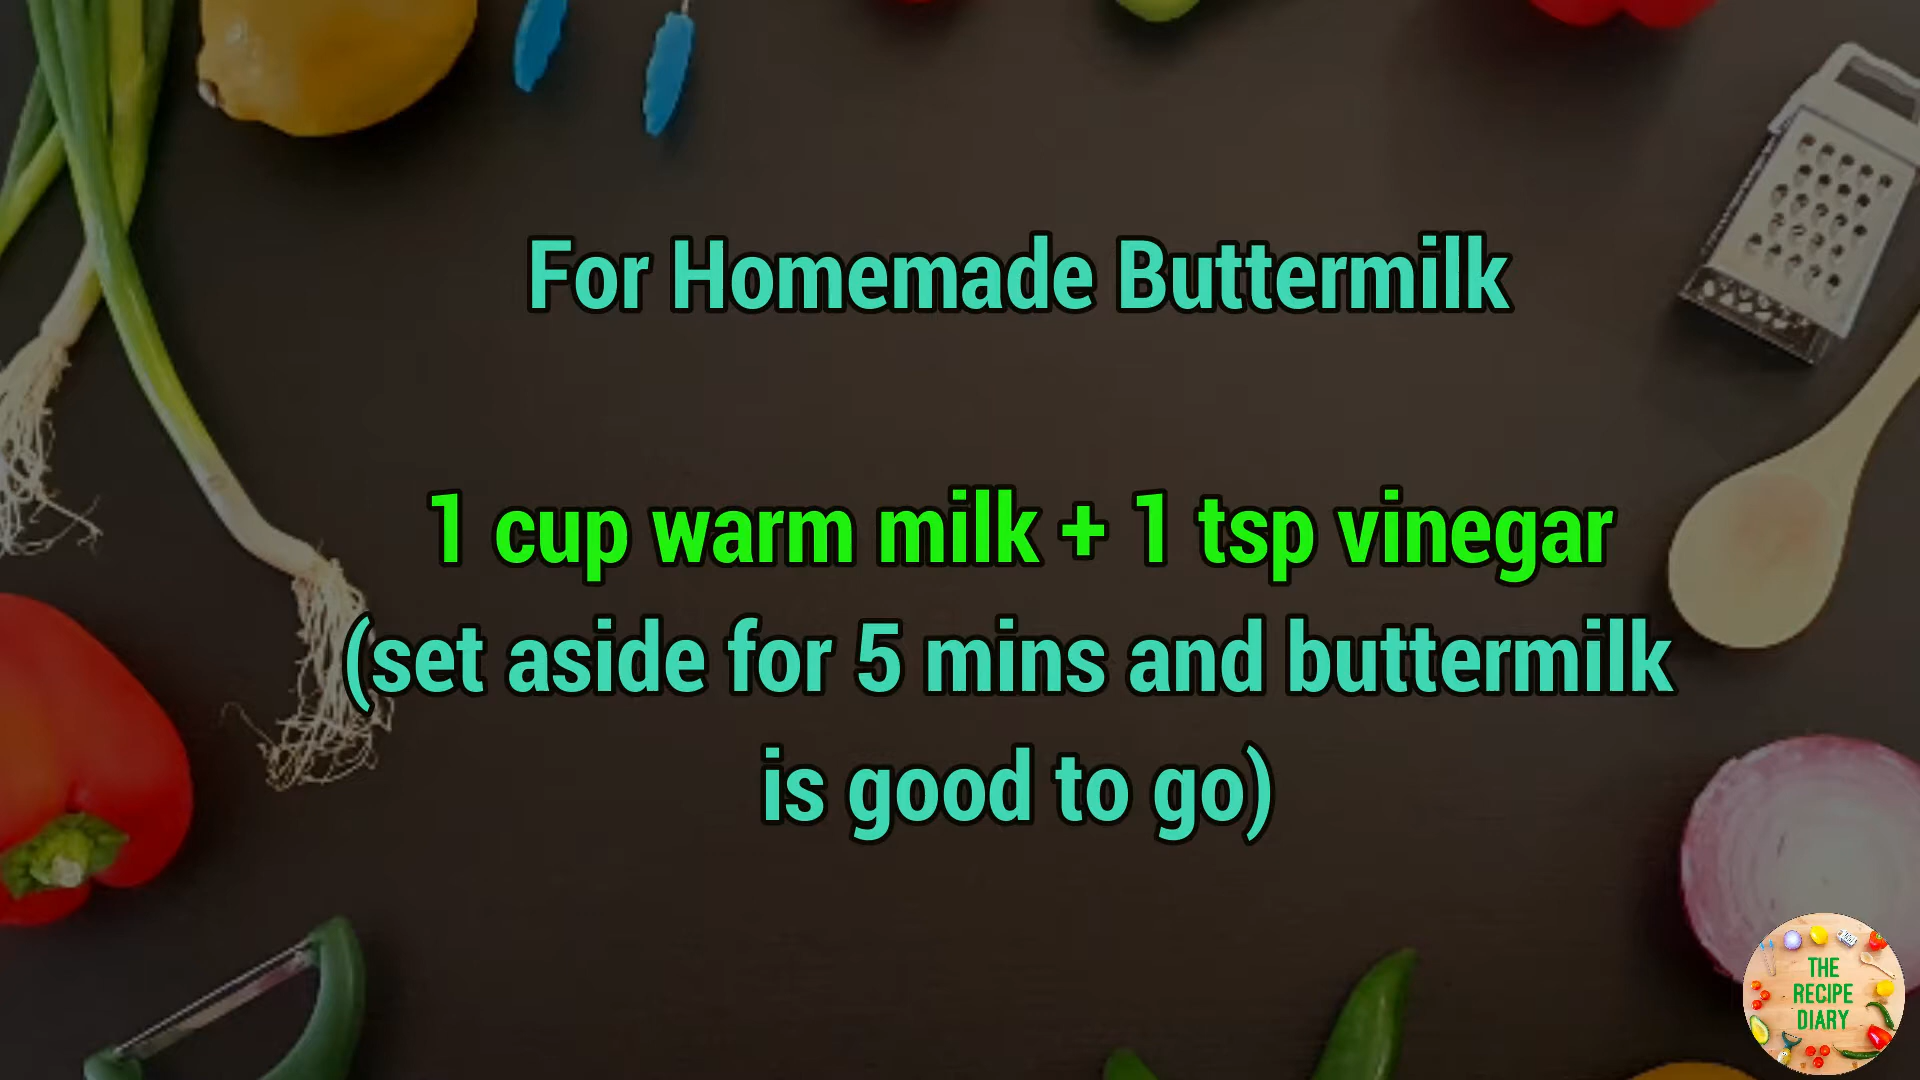 For Homemade Buttermilk
1 cup warm milk + 1 tsp vinegar
(set aside for 5 mins and buttermilk
is good to go)
THE
RECIPE
DIARY